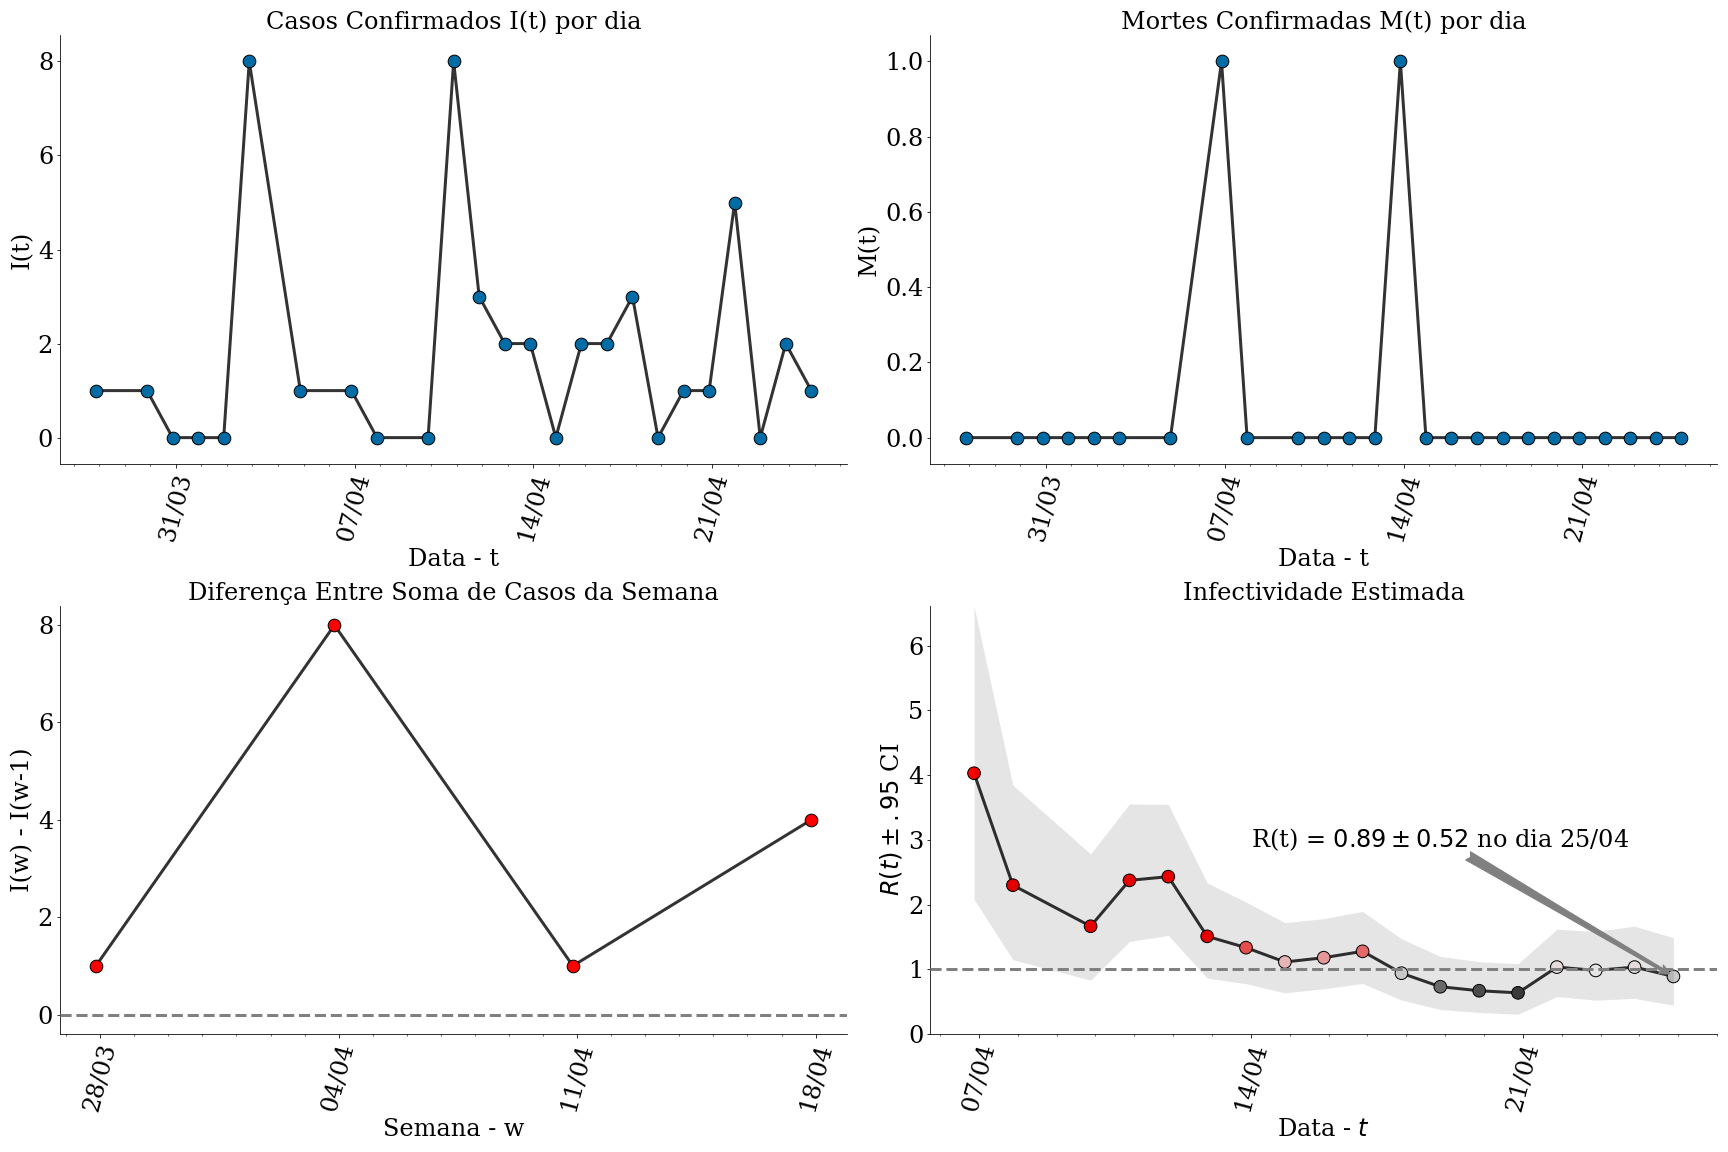 Casos Confirmados I(t) por dia
I(t)
8
6
4
2
0
31/03
07/04
14/04
21/04
Data - t
Mortes Confirmadas M(t) por dia
M(t)
1.0
0.8
0.6
0.4
0.2
0.0
31/03
07/04
14/04
21/04
Data - t
Diferença Entre Soma de Casos da Semana
I(w) - I(w-1)
8
6
4
2
0
28/03
04/04
11/04
18/04
Semana - w
Infectividade Estimada
R(t) ± .95 CI
6
5
4
3
2
1
0
R(t) = 0.89 ± 0.52 no dia 25/04
07/04
14/04
21/04
Data - t